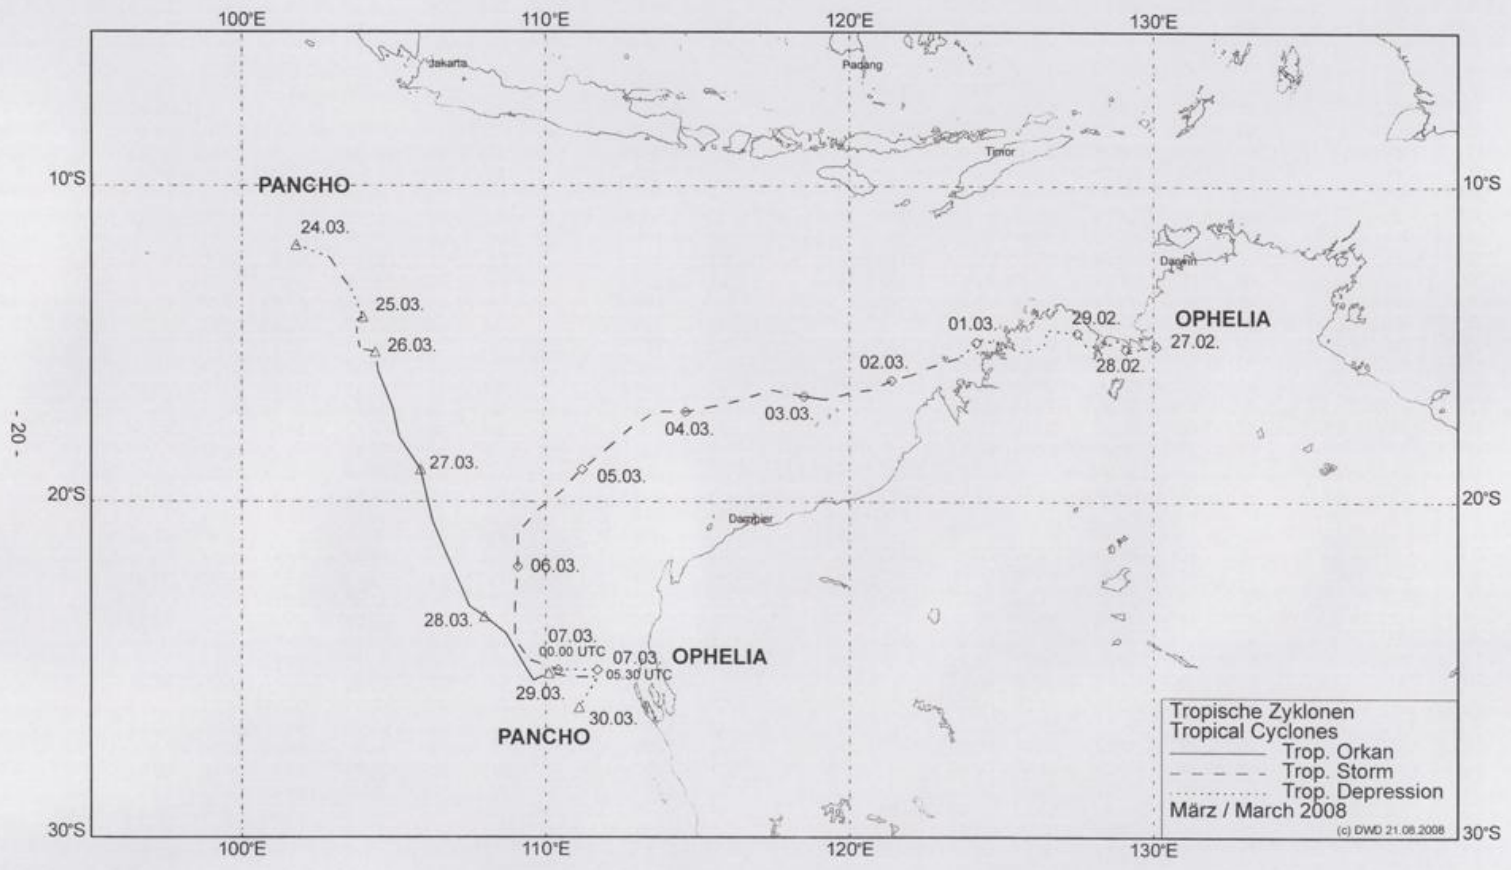 100°E 110°E 120°E 130°E
Jakarta
Padang
Timor
10°S 10°S
PANCHO
24.03.
Darwin
25.03.
01.03.
29.02.
OPHELIA
27.02.
26.03.
02.03.
28.02.
03.03.
04.03.
- 20 -
27.03.
05.03.
20°S 20°S
Dampier
06.03.
28.03.
07.03.
00.00 UTC
07.03.
05.30 UTC
OPHELIA
29.03.
30.03.
PANCHO
Tropische Zyklonen
Tropical Cyclones
Trop. Orkan
Trop. Storm
Trop. Depression
März / March 2008
(c) DWD 21.08.2008
30°S 30°S
100°E 110°E 120°E 130°E